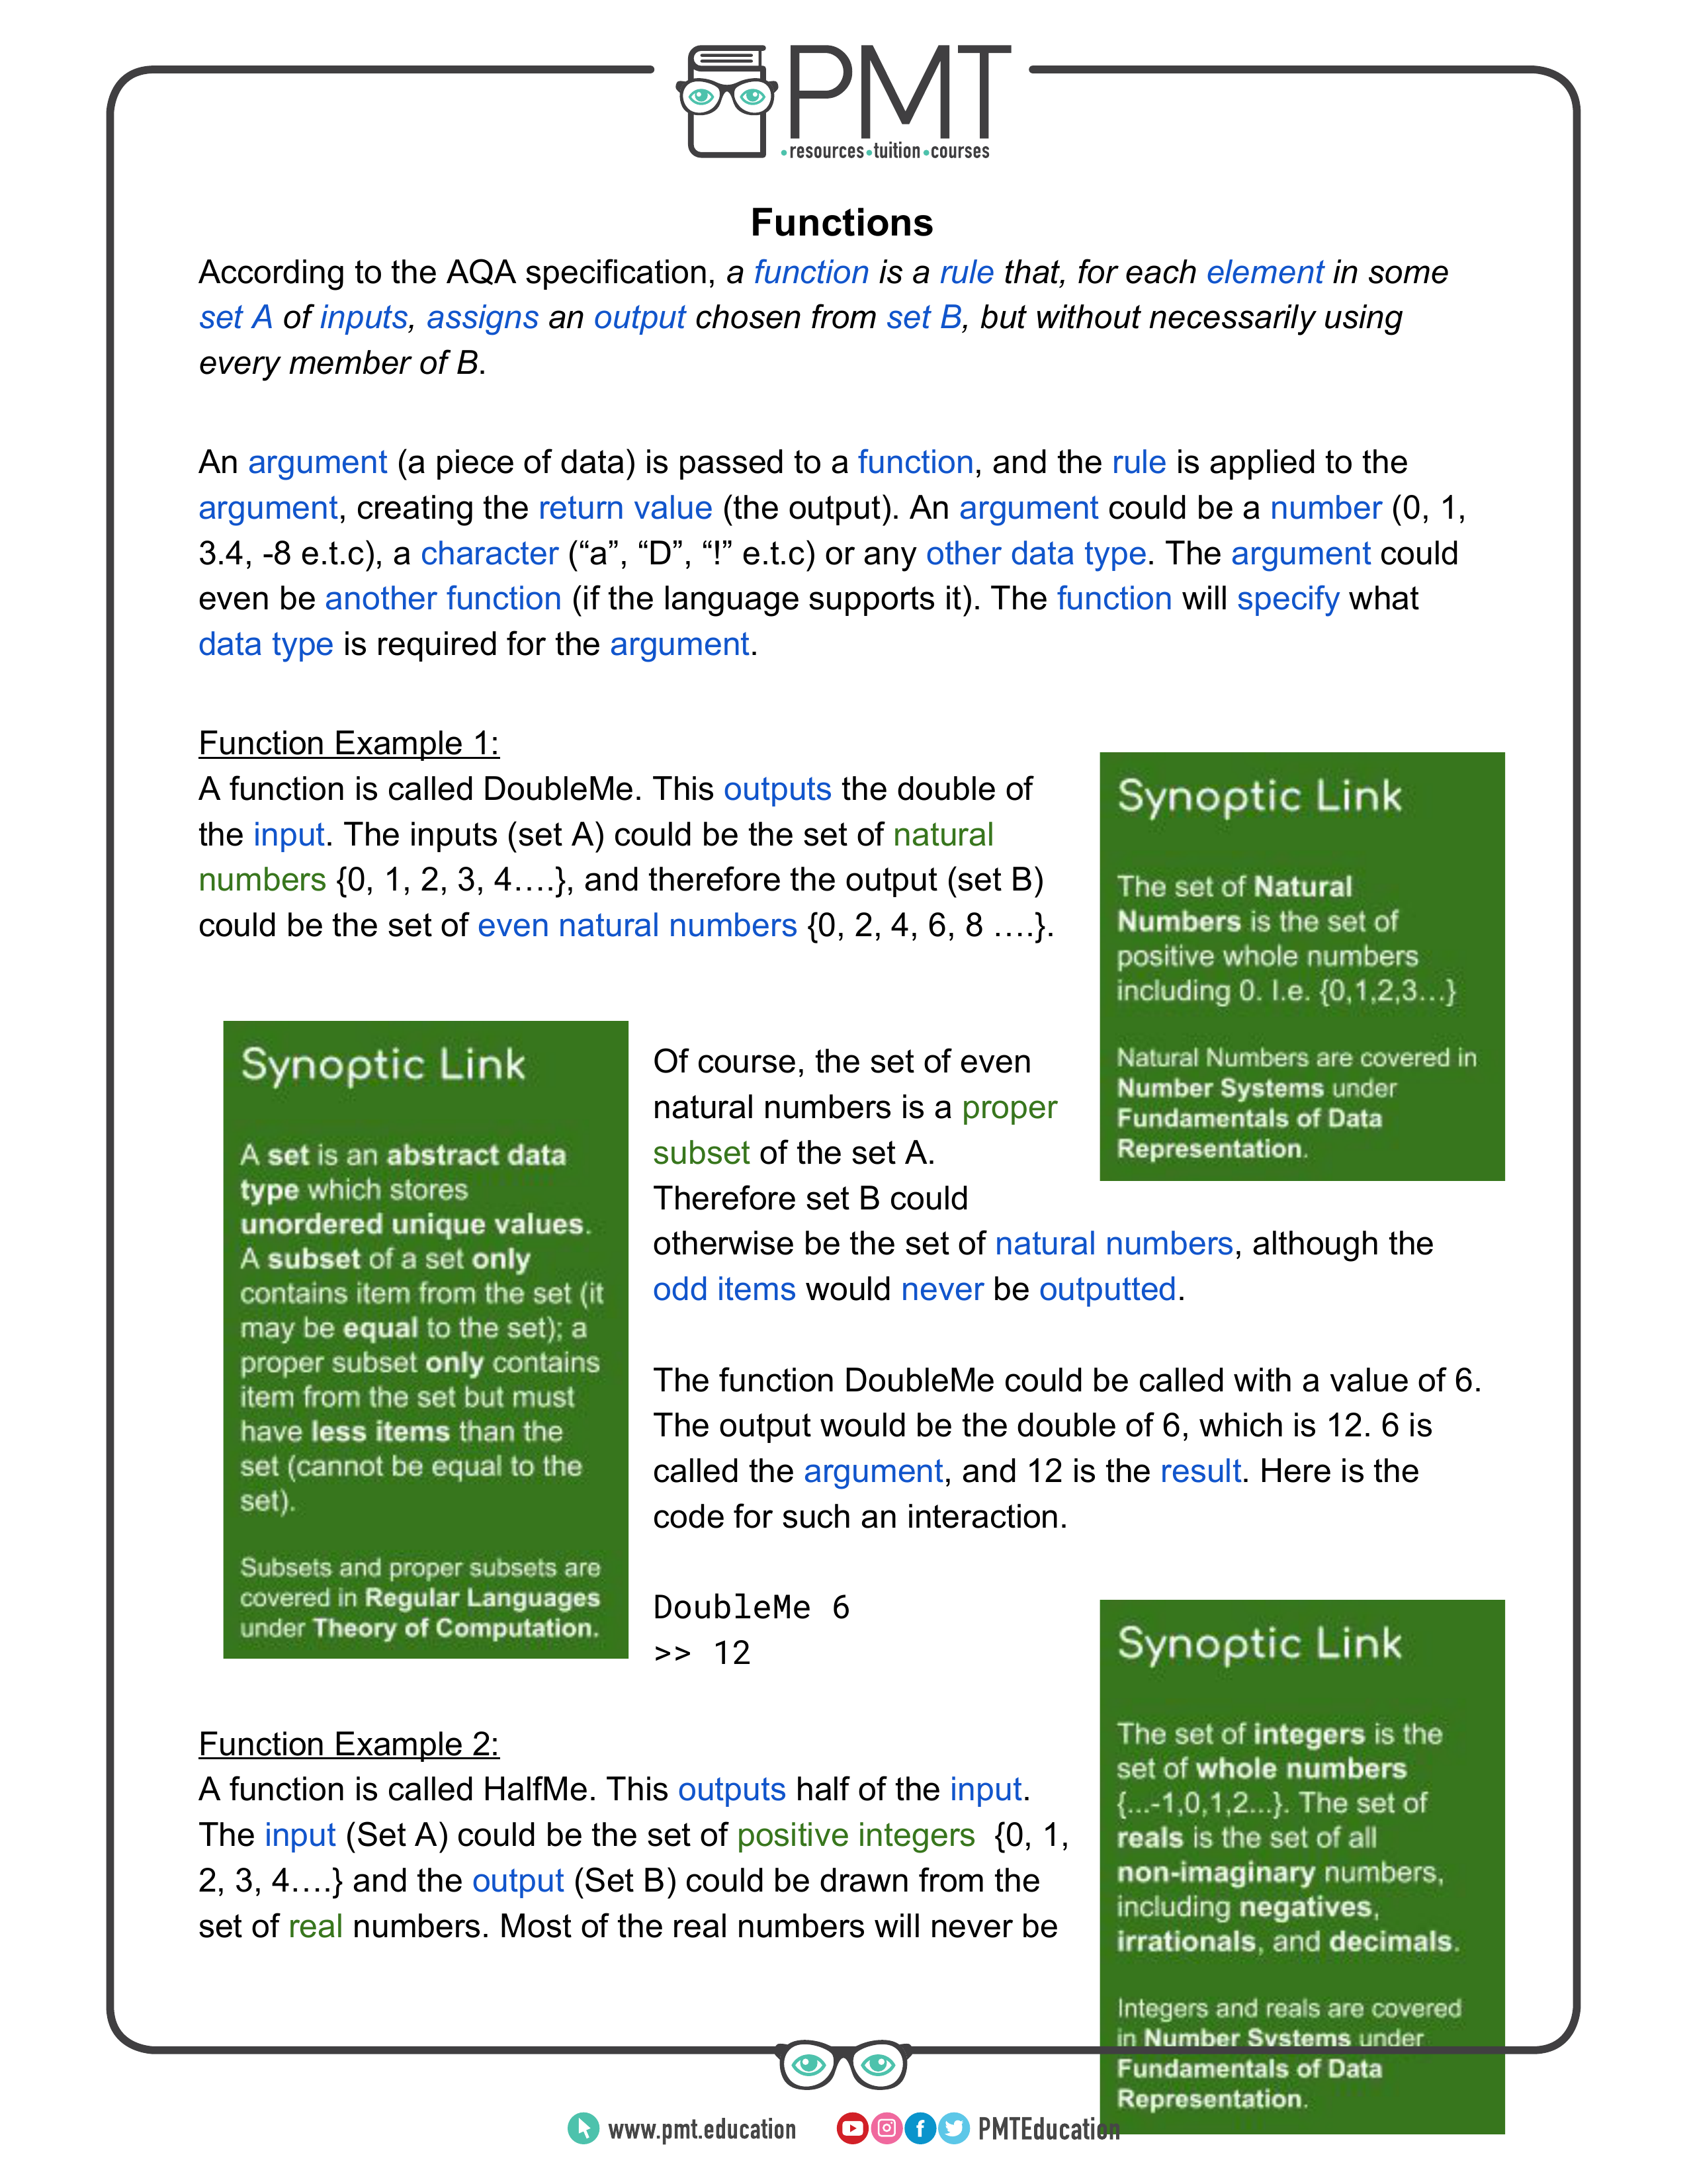 PMT
resources tuition courses
Functions
According to the AQA specification, a function is a rule that, for each element in some
set A of inputs, assigns an output chosen from set B, but without necessarily using
every member of B.
An argument (a piece of data) is passed to a function, and the rule is applied to the
argument, creating the return value (the output). An argument could be a number (0, 1,
3.4, -8 e.t.c), a character (“a”, “D”, “!” e.t.c) or any other data type. The argument could
even be another function (if the language supports it). The function will specify what
data type is required for the argument.
Function Example 1:
A function is called DoubleMe. This outputs the double of
the input. The inputs (set A) could be the set of natural
numbers {0, 1, 2, 3, 4….}, and therefore the output (set B)
could be the set of even natural numbers {0, 2, 4, 6, 8 ….}.
Synoptic Link
The set of Natural
Numbers is the set of
positive whole numbers
including 0. I.e. {0,1,2,3...}
Natural Numbers are covered in
Number Systems under
Fundamentals of Data
Representation.
Synoptic Link
A set is an abstract data
type which stores
unordered unique values.
A subset of a set only
contains item from the set (it
may be equal to the set); a
proper subset only contains
item from the set but must
have less items than the
set (cannot be equal to the
set).
Subsets and proper subsets are
covered in Regular Languages
under Theory of Computation.
Of course, the set of even
natural numbers is a proper
subset of the set A.
Therefore set B could
otherwise be the set of natural numbers, although the
odd items would never be outputted.
The function DoubleMe could be called with a value of 6.
The output would be the double of 6, which is 12. 6 is
called the argument, and 12 is the result. Here is the
code for such an interaction.
DoubleMe 6
>> 12
Function Example 2:
A function is called HalfMe. This outputs half of the input.
The input (Set A) could be the set of positive integers {0, 1,
2, 3, 4….} and the output (Set B) could be drawn from the
set of real numbers. Most of the real numbers will never be
Synoptic Link
The set of integers is the
set of whole numbers
{...-1,0,1,2...}. The set of
reals is the set of all
non-imaginary numbers,
including negatives,
irrationals, and decimals.
Integers and reals are covered
in Number Systems under
Fundamentals of Data
Representation.
www.pmt.education
PMTEducation